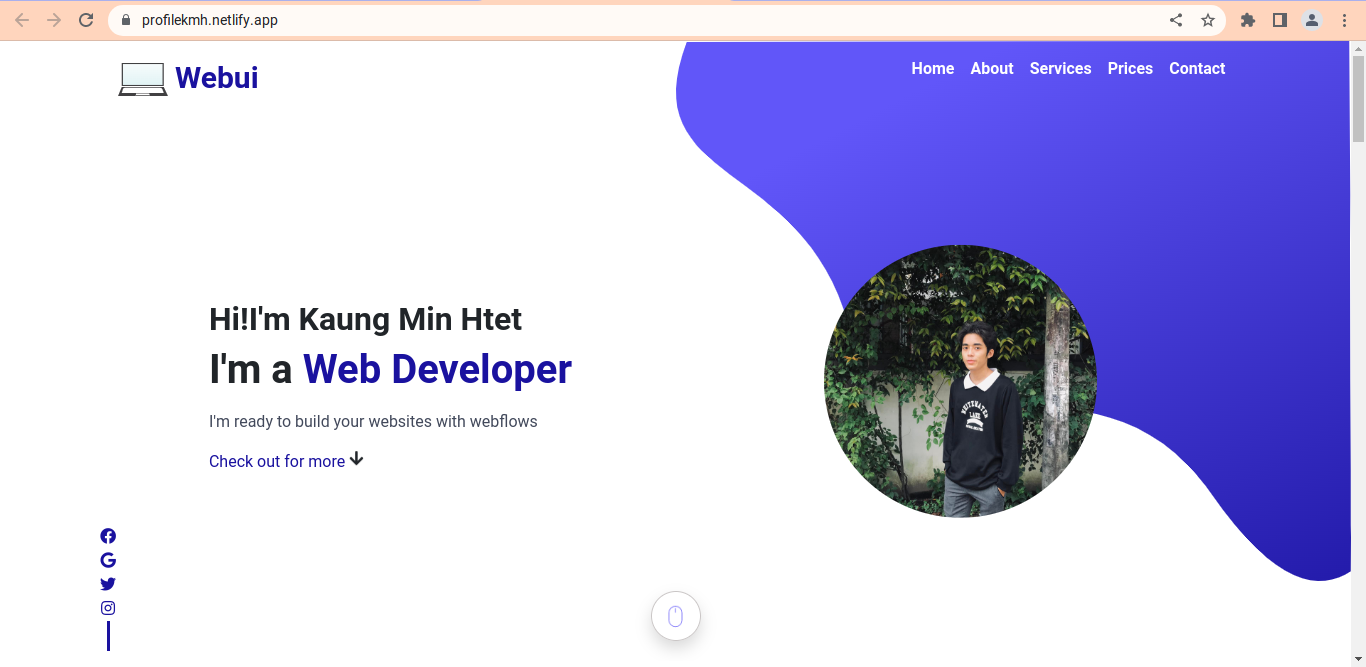 profilekmh.netlify.app
Webui
Home About Services Prices Contact
Hi!I'm Kaung Min Htet
I'm a Web Developer
I'm ready to build your websites with webflows
Check out for more